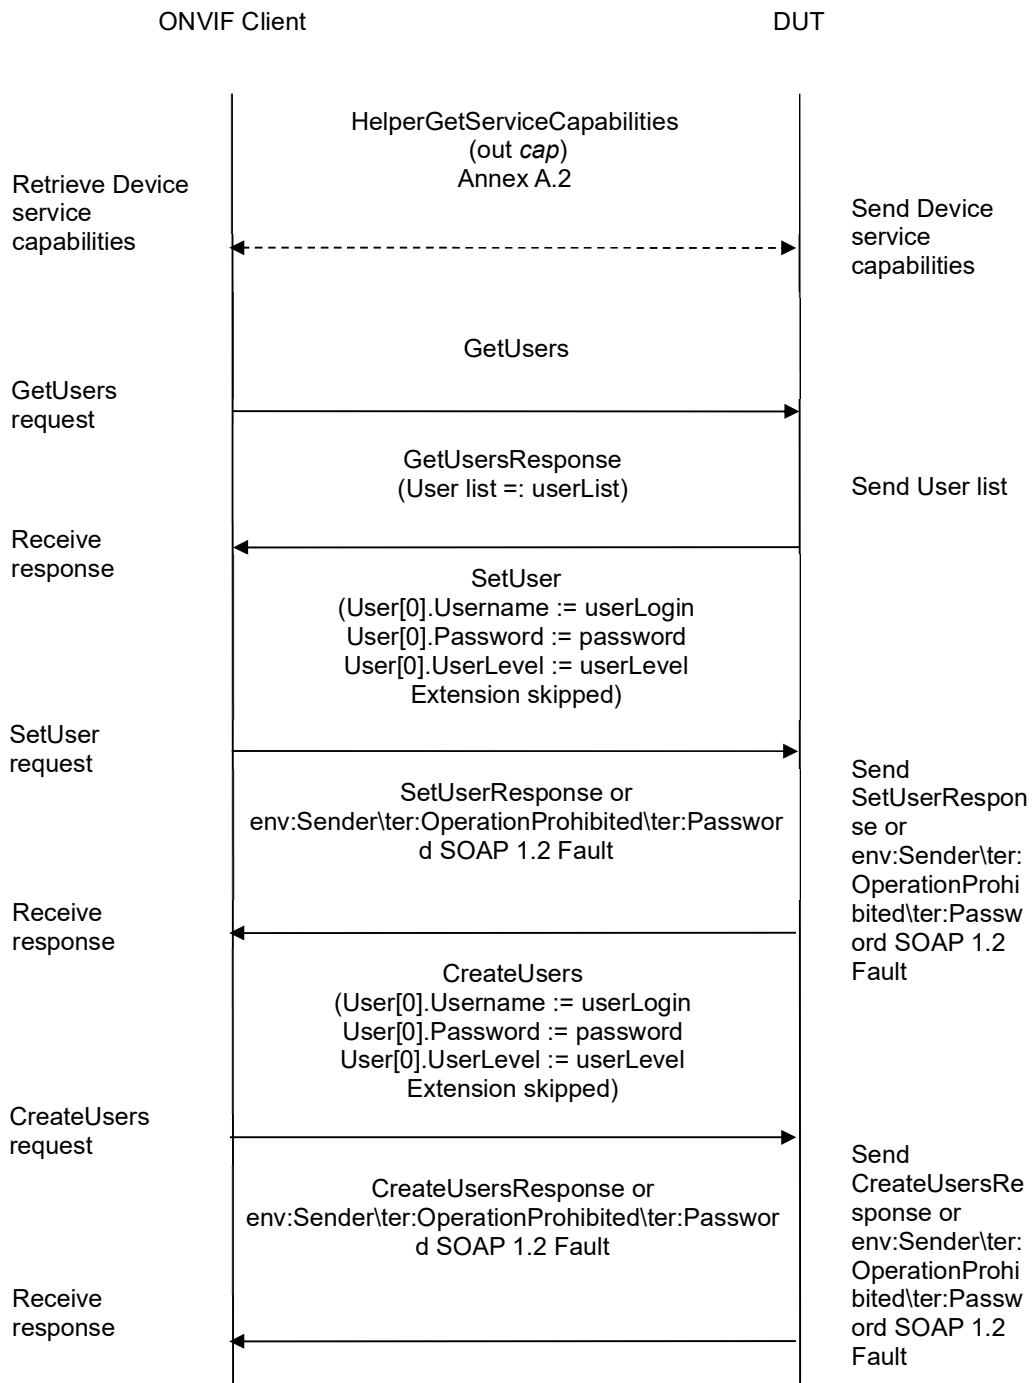 ONVIF Client
DUT
HelperGetServiceCapabilities
(out cap)
Annex A.2
Retrieve Device
service
capabilities
Send Device
service
capabilities
GetUsers
GetUsers
request
GetUsersResponse
(User list =: userList)
Send User list
Receive
response
SetUser
(User[0].Username := userLogin
User[0].Password := password
User[0].UserLevel := userLevel
Extension skipped)
SetUser
request
SetUserResponse or
env:Sender\ter:OperationProhibited\ter:Passwor
d SOAP 1.2 Fault
Send
SetUserRespon
se or
env:Sender\ter:
OperationProhi
bited\ter:Passw
ord SOAP 1.2
Fault
Receive
response
CreateUsers
(User[0].Username := userLogin
User[0].Password := password
User[0].UserLevel := userLevel
Extension skipped)
CreateUsers
request
CreateUsersResponse or
env:Sender\ter:OperationProhibited\ter:Passwor
d SOAP 1.2 Fault
Send
CreateUsersRe
sponse or
env:Sender\ter:
OperationProhi
bited\ter:Passw
ord SOAP 1.2
Fault
Receive
response